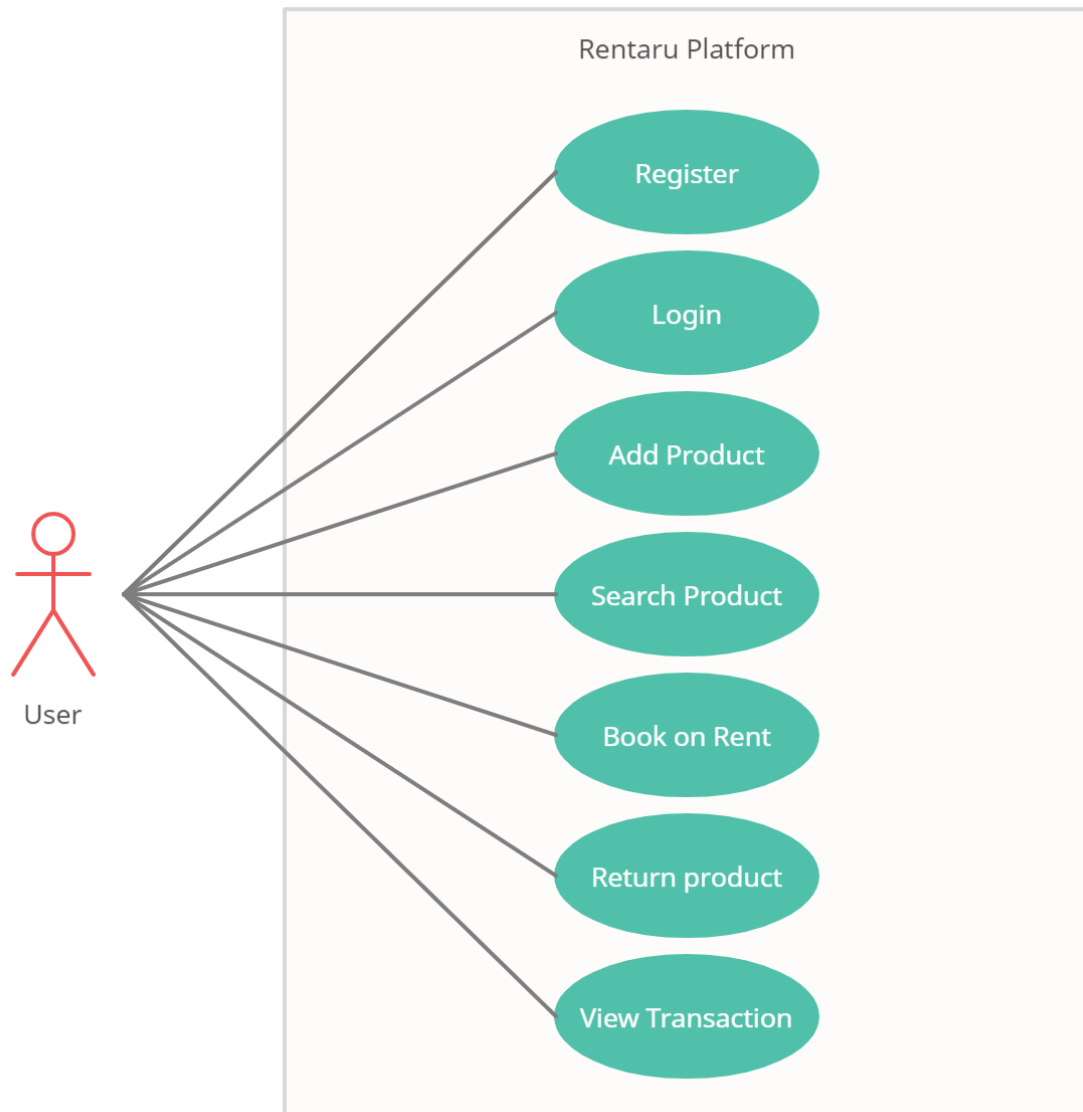 Rentaru Platform
Register
Login
Add Product
Search Product
User
Book on Rent
Return product
View Transaction